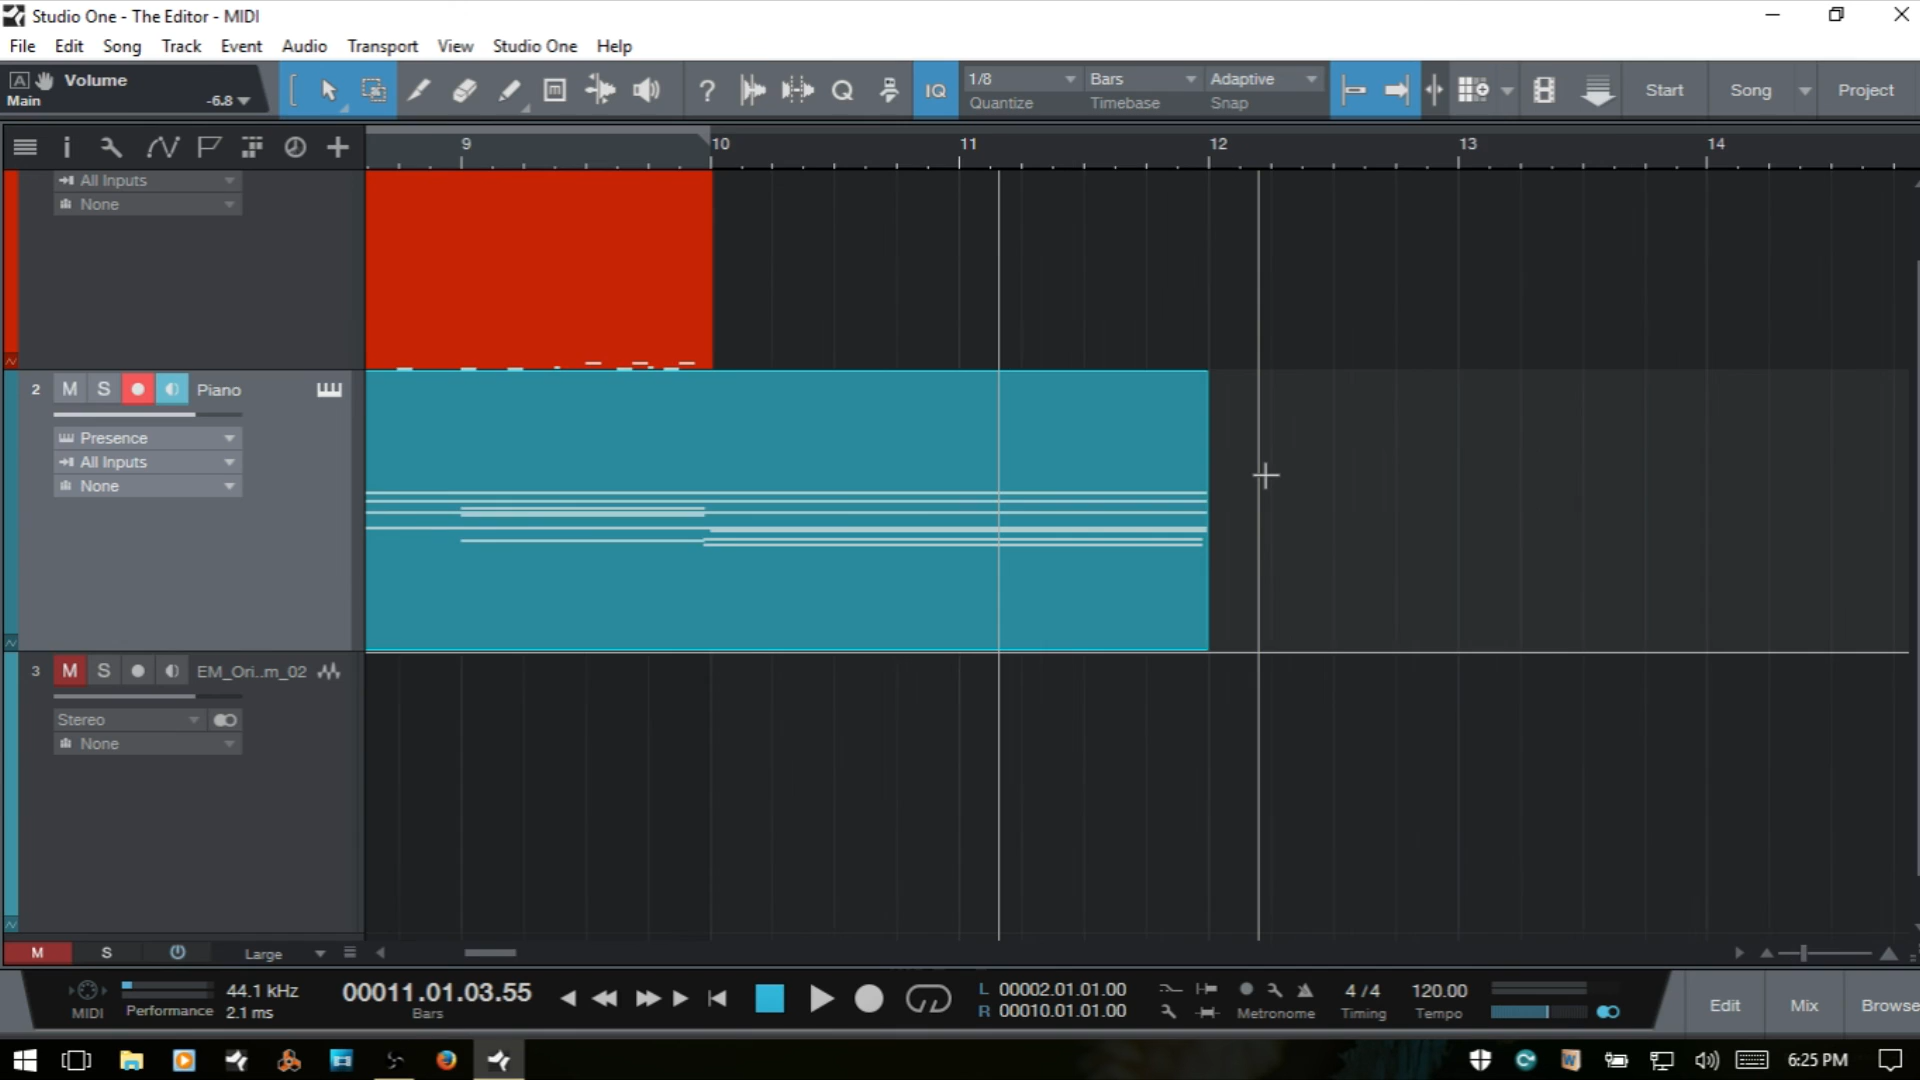 Studio One - The Editor - MIDI
File Edit Song Track Event Audio Transport View Studio One Help
A Volume
Main -6.8
? Q IQ
1/8 Bars Adaptive
Quantize Timebase Snap
Start Song Project
9 10 11 12 13 14
All Inputs
None
2 M S Piano
Presence
All Inputs
None
3 M S EM_Ori..m_02
Stereo
None
M S Large
MIDI
Performance
44.1 kHz
2.1 ms
00011.01.03.55
Bars
L 00002.01.01.00
R 00010.01.01.00
Metronome
4 / 4
Timing
120.00
Tempo
Edit Mix Browse
6:25 PM